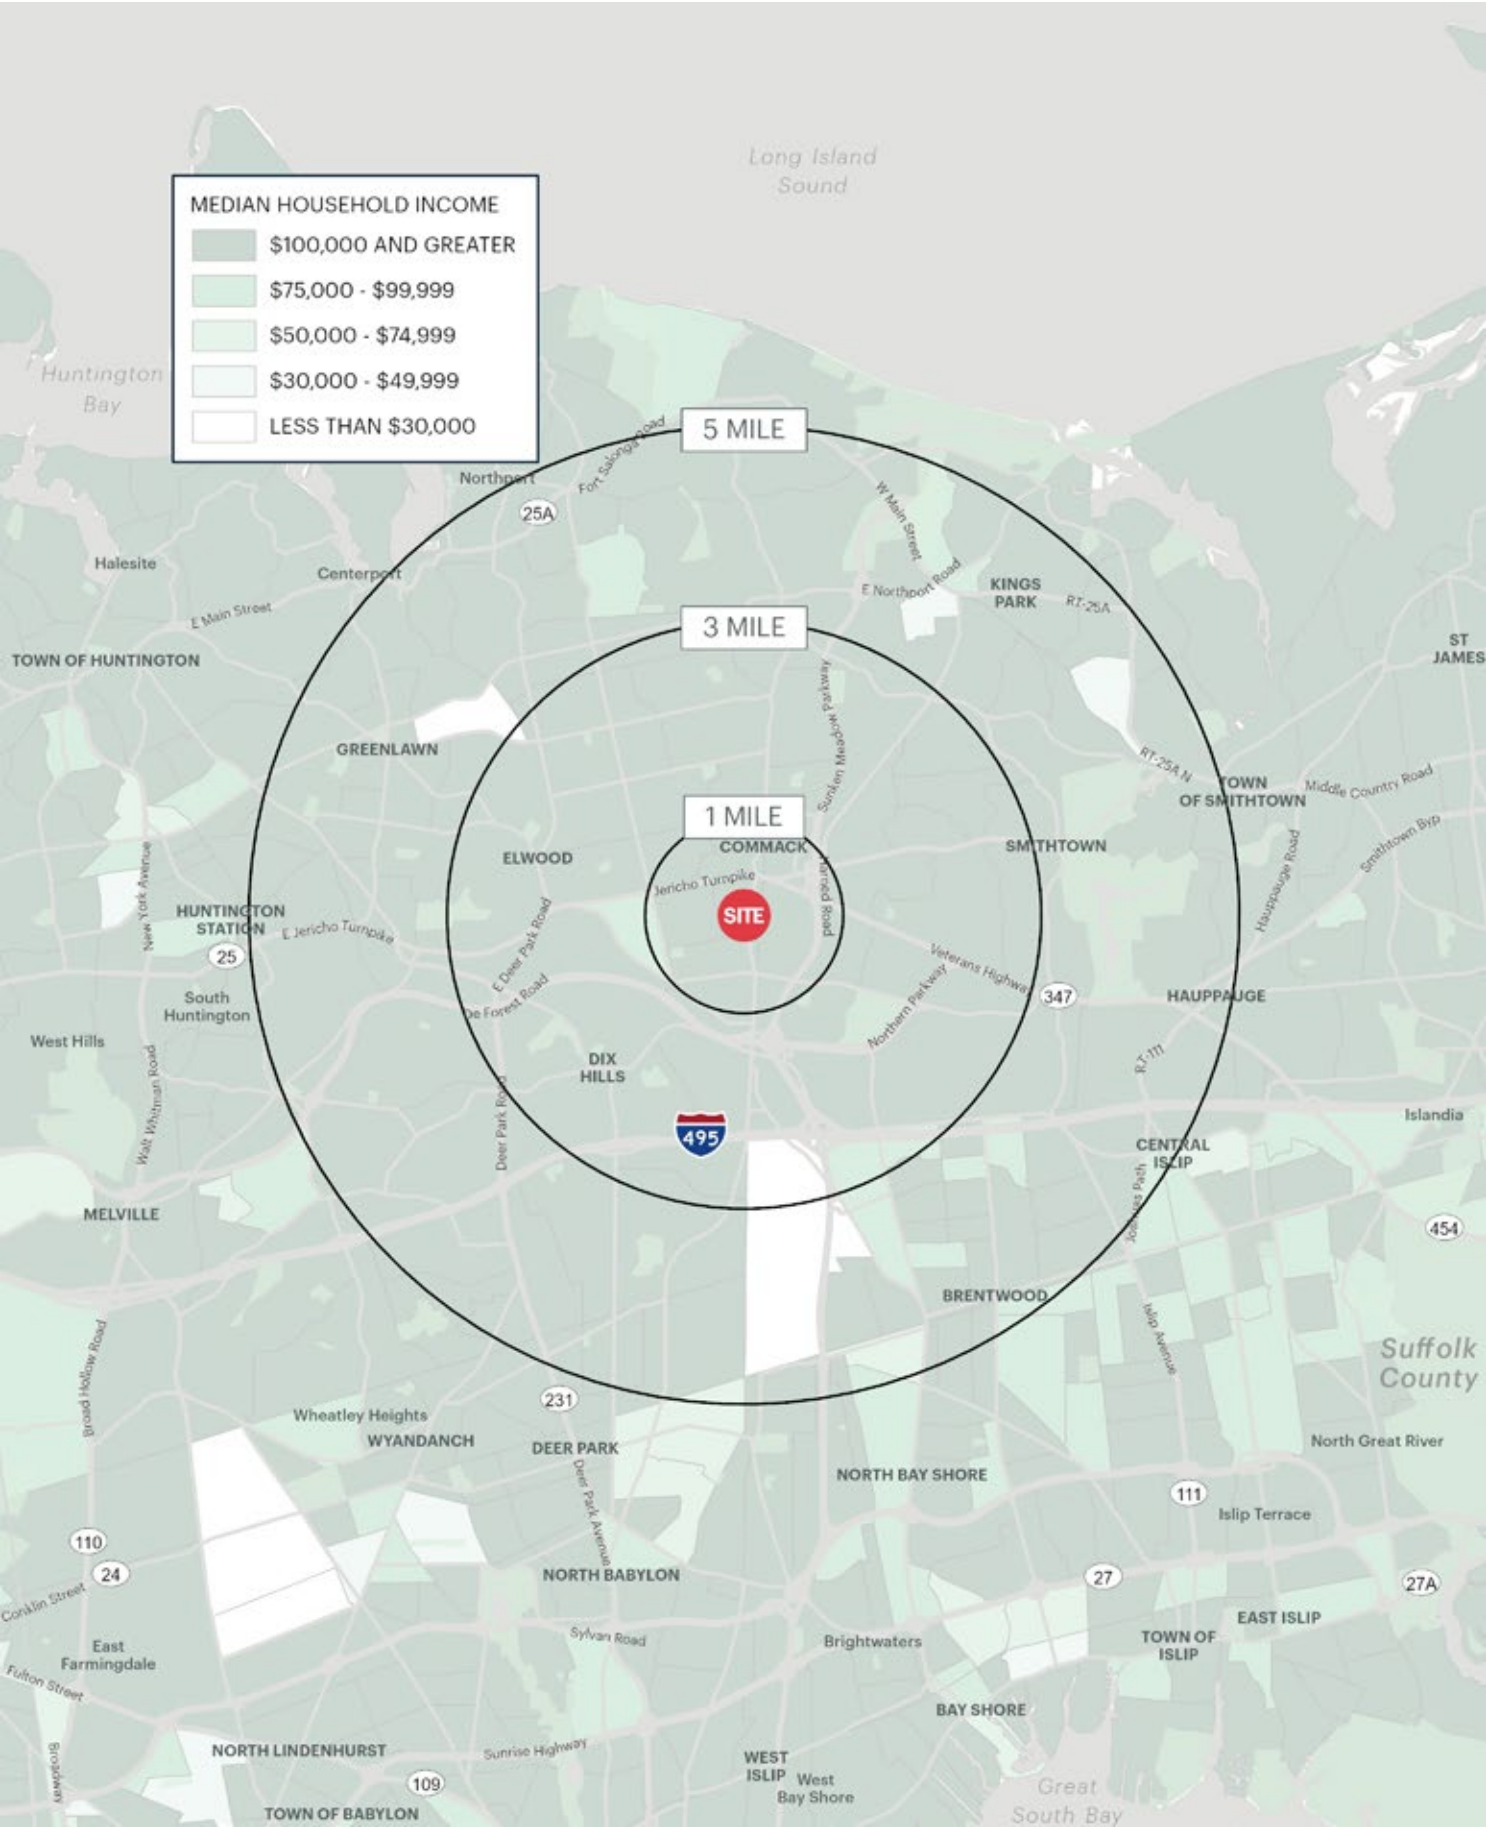 Long Island
Sound
MEDIAN HOUSEHOLD INCOME
$100,000 AND GREATER
$75,000 - $99,999
$50,000 - $74,999
$30,000 - $49,999
LESS THAN $30,000
Huntington
Bay
5 MILE
Fort Salonga Road
Northport
25A
W Main Street
Halesite
Centerport
E Northport Road
KINGS
PARK
RT-25A
E Main Street
3 MILE
TOWN OF HUNTINGTON
ST
JAMES
Sunken Meadow Parkway
GREENLAWN
RT-25A N
TOWN
OF SMITHTOWN
Middle Country Road
1 MILE
COMMACK
SMITHTOWN
Smithtown Byp
ELWOOD
Jericho Turnpike
Harned Road
Hauppauge Road
New York Avenue
HUNTINGTON
STATION
E Jericho Turnpike
SITE
25
E Deer Park Road
Veterans Highway
South
Huntington
De Forest Road
Northern Parkway
347
HAUPPAUGE
West Hills
DIX
HILLS
RT-111
Walt Whitman Road
Deer Park Road
495
Islandia
CENTRAL
ISLIP
Joshuas Path
MELVILLE
454
BRENTWOOD
Broad Hollow Road
Islip Avenue
Suffolk
County
231
Wheatley Heights
WYANDANCH
DEER PARK
North Great River
NORTH BAY SHORE
Deer Park Avenue
111
Islip Terrace
110
24
NORTH BABYLON
27
27A
Conklin Street
EAST ISLIP
East
Farmingdale
Sylvan Road
Brightwaters
TOWN OF
ISLIP
Fulton Street
BAY SHORE
NORTH LINDENHURST
Sunrise Highway
WEST
ISLIP
West
Bay Shore
Broadway
109
Great
South Bay
TOWN OF BABYLON